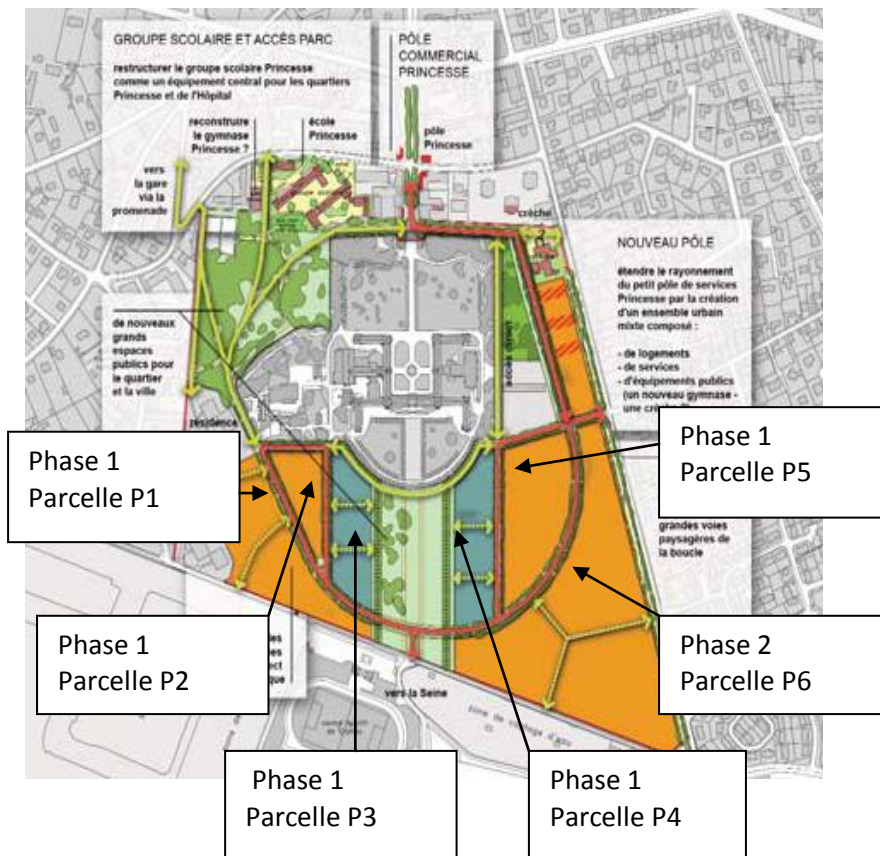 GROUPE SCOLAIRE ET ACCÈS PARC
restructurer le groupe scolaire Princesse
comme un équipement central pour les quartiers
Princesse et de l'Hôpital
reconstruire
le gymnase
Princesse ?
école
Princesse
vers
la gare
via la
promenade
PÔLE
COMMERCIAL
PRINCESSE
pôle
Princesse
crèche
NOUVEAU PÔLE
étendre le rayonnement
du petit pôle de services
Princesse par la création
d'un ensemble urbain
mixte composé :
- de logements
- de services
- d'équipements publics
(un nouveau gymnase -
une
de nouveaux
grands
espaces
publics pour
le quartier
et la ville
résidence
Phase 1
Parcelle P1
Phase 1
Parcelle P5
grandes voies
paysagères de
la boucle
Phase 1
Parcelle P2
Phase 2
Parcelle P6
vers la Seine
Phase 1
Parcelle P3
Phase 1
Parcelle P4